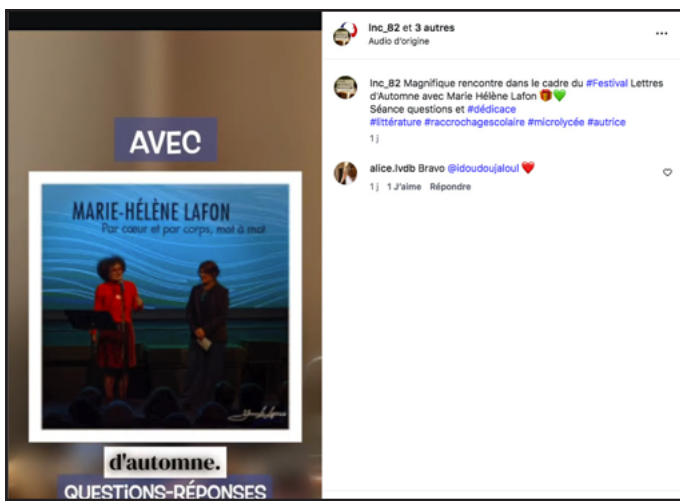 AVEC
MARIE-HÉLÈNE LAFON
Par cœur et par corps, mot à mot
d'automne.
QUESTIONS-RÉPONSES
lnc_82 et 3 autres
Audio d'origine
lnc_82 Magnifique rencontre dans le cadre du #Festival Lettres
d'Automne avec Marie Hélène Lafon 🎁💚
Séance questions et #dédicace
#littérature #raccrochagescolaire #microlycée #autrice
1 j
alice.lvdb Bravo @idoudoujaloul ❤️
1 j 1 J'aime Répondre